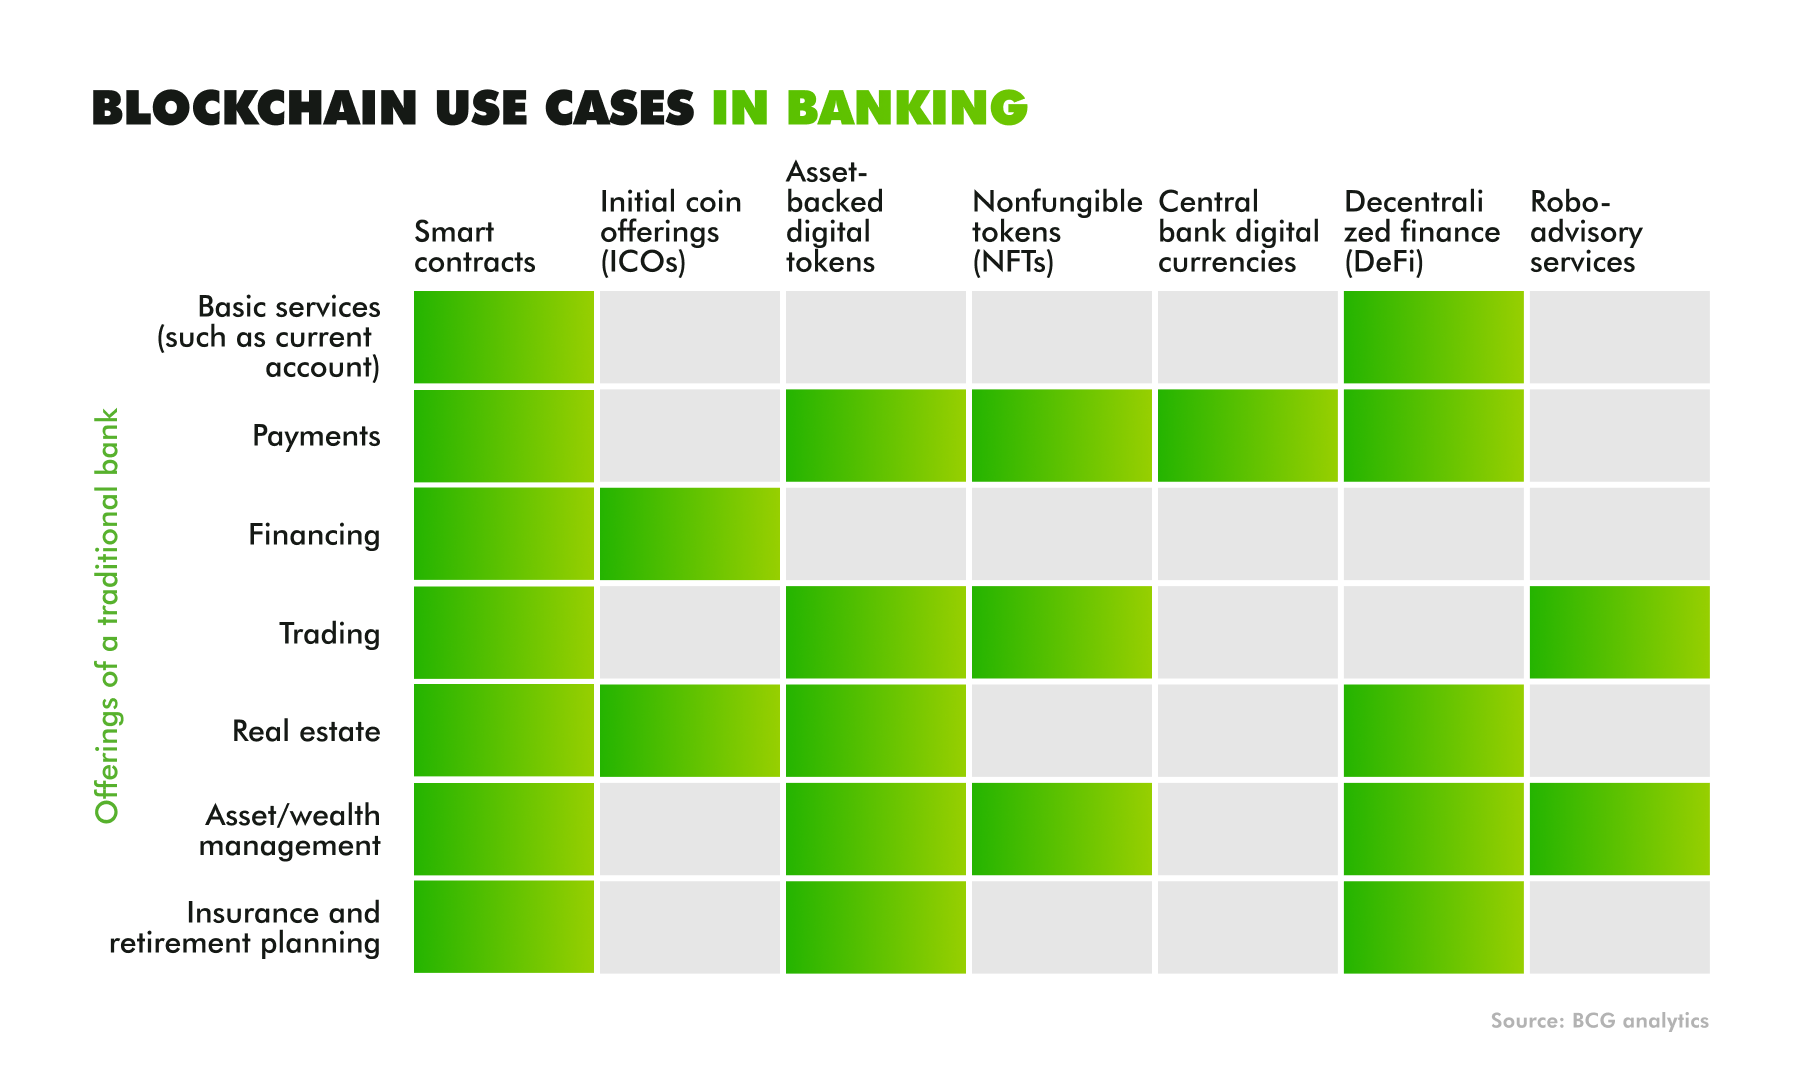 BLOCKCHAIN USE CASES IN BANKING
Smart
contracts
Initial coin
offerings
(ICOs)
Asset-
backed
digital
tokens
Nonfungible
tokens
(NFTs)
Central
bank digital
currencies
Decentrali
zed finance
(DeFi)
Robo-
advisory
services
Offerings of a traditional bank
Basic services
(such as current
account)
Payments
Financing
Trading
Real estate
Asset/wealth
management
Insurance and
retirement planning
Source: BCG analytics